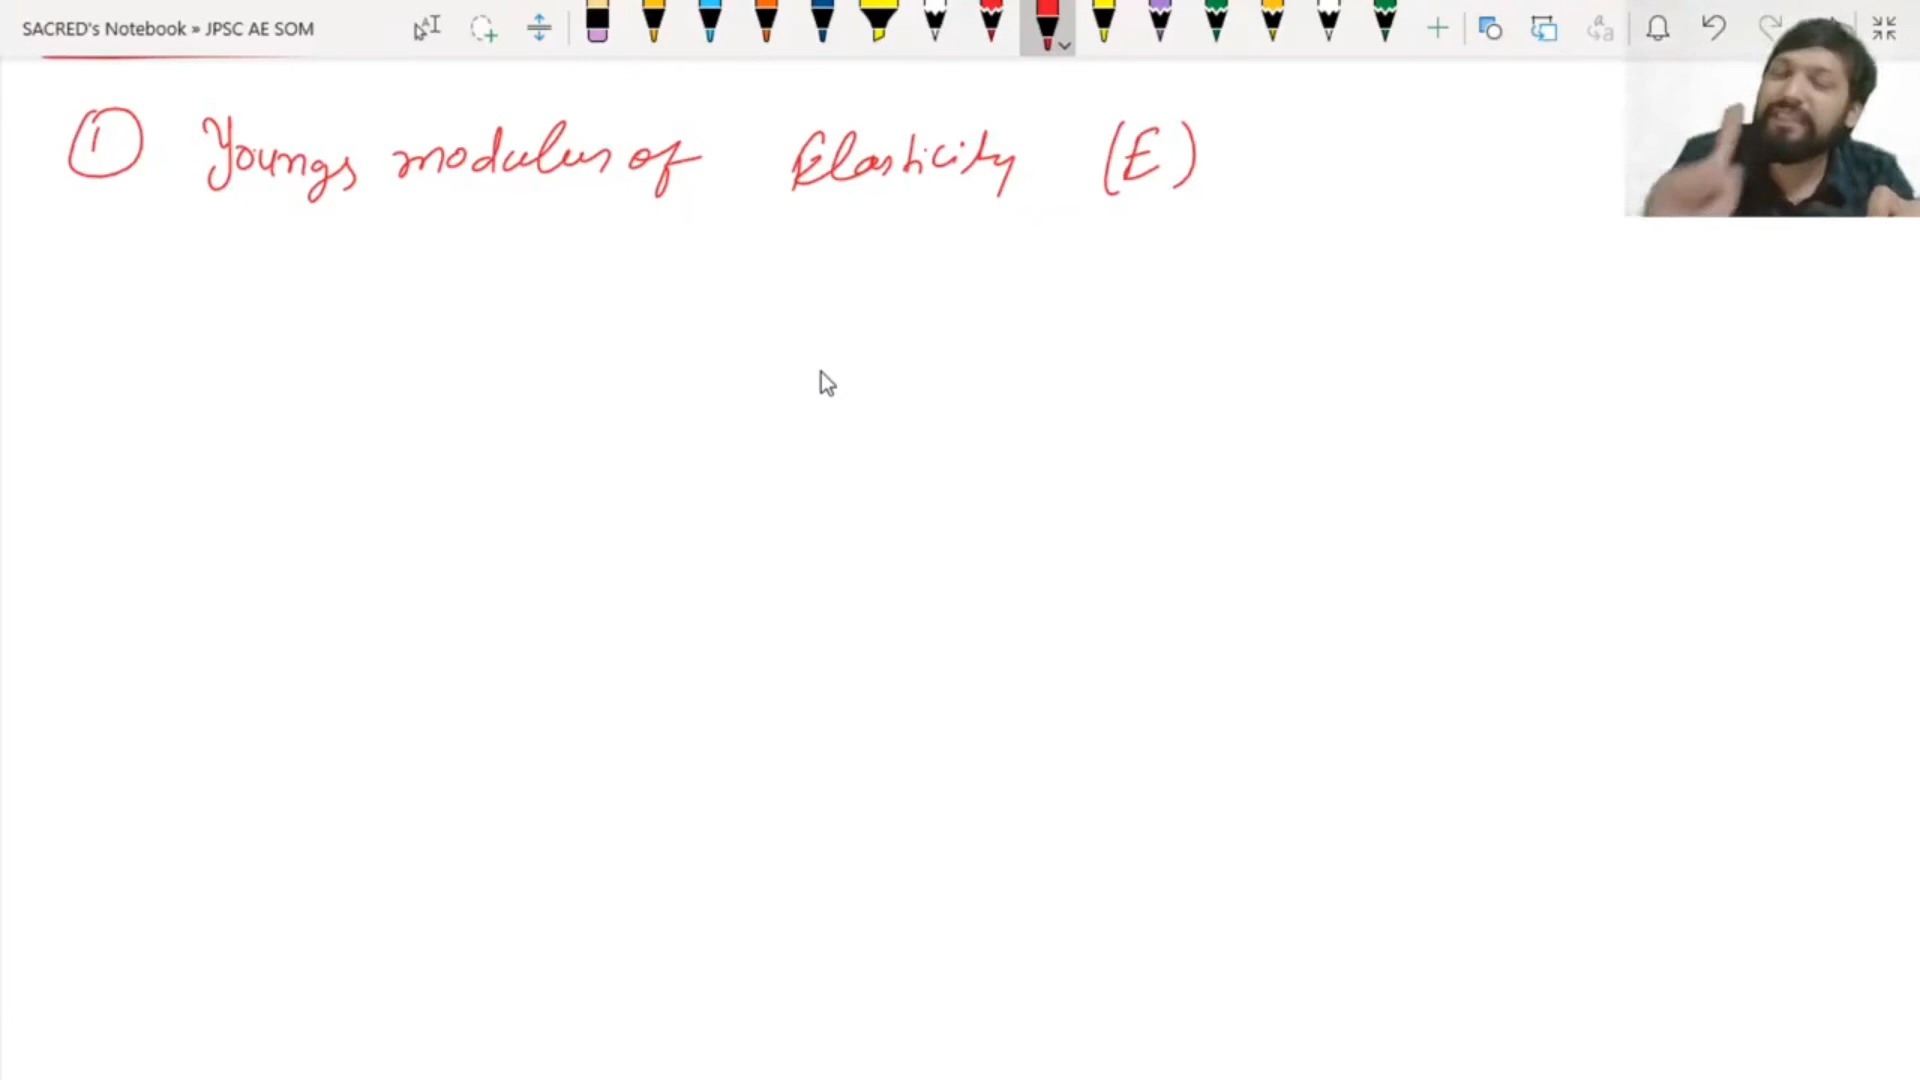 SACRED's Notebook » JPSC AE SOM
① Youngs modulus of Elasticity (E)